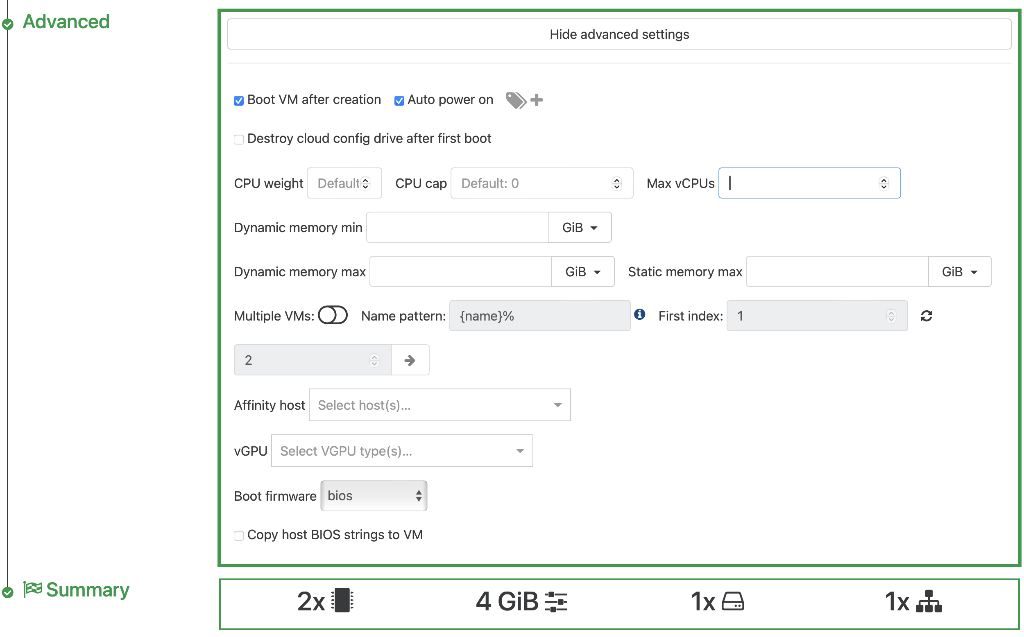 Advanced
Hide advanced settings
Boot VM after creation Auto power on
Destroy cloud config drive after first boot
CPU weight Default CPU cap Default: 0 Max vCPUs
Dynamic memory min GiB
Dynamic memory max GiB Static memory max GiB
Multiple VMs: Name pattern: {name}% First index: 1
2
Affinity host Select host(s)...
vGPU Select VGPU type(s)...
Boot firmware bios
Copy host BIOS strings to VM
Summary
2x 4 GiB 1x 1x